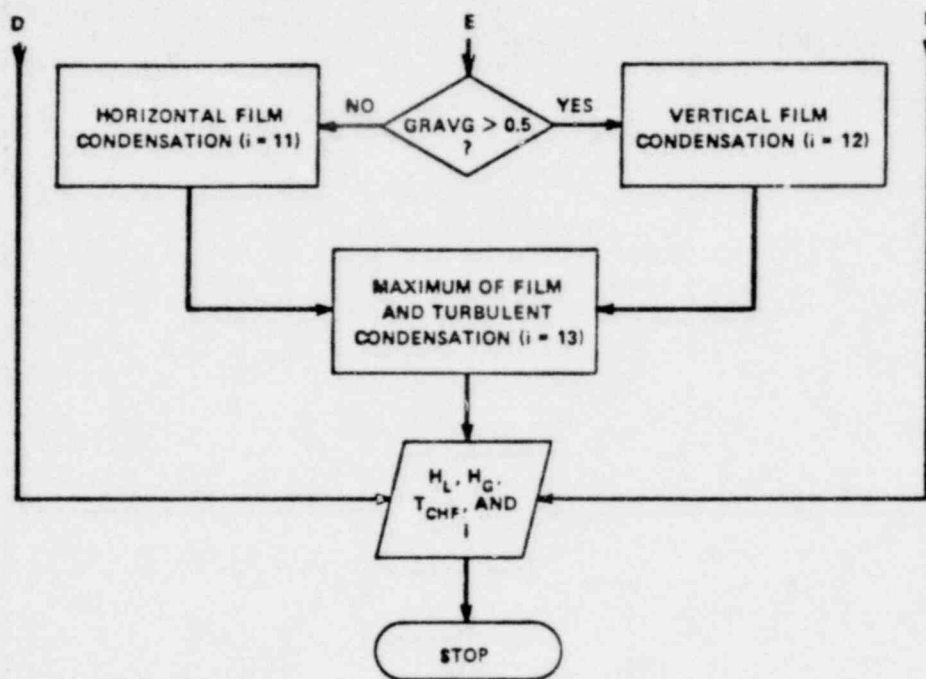 D
E
HORIZONTAL FILM
CONDENSATION (i = 11)
NO
GRAVG > 0.5
?
YES
VERTICAL FILM
CONDENSATION (i = 12)
MAXIMUM OF FILM
AND TURBULENT
CONDENSATION (i = 13)
H_L, H_G,
T_CHF, AND
i
STOP